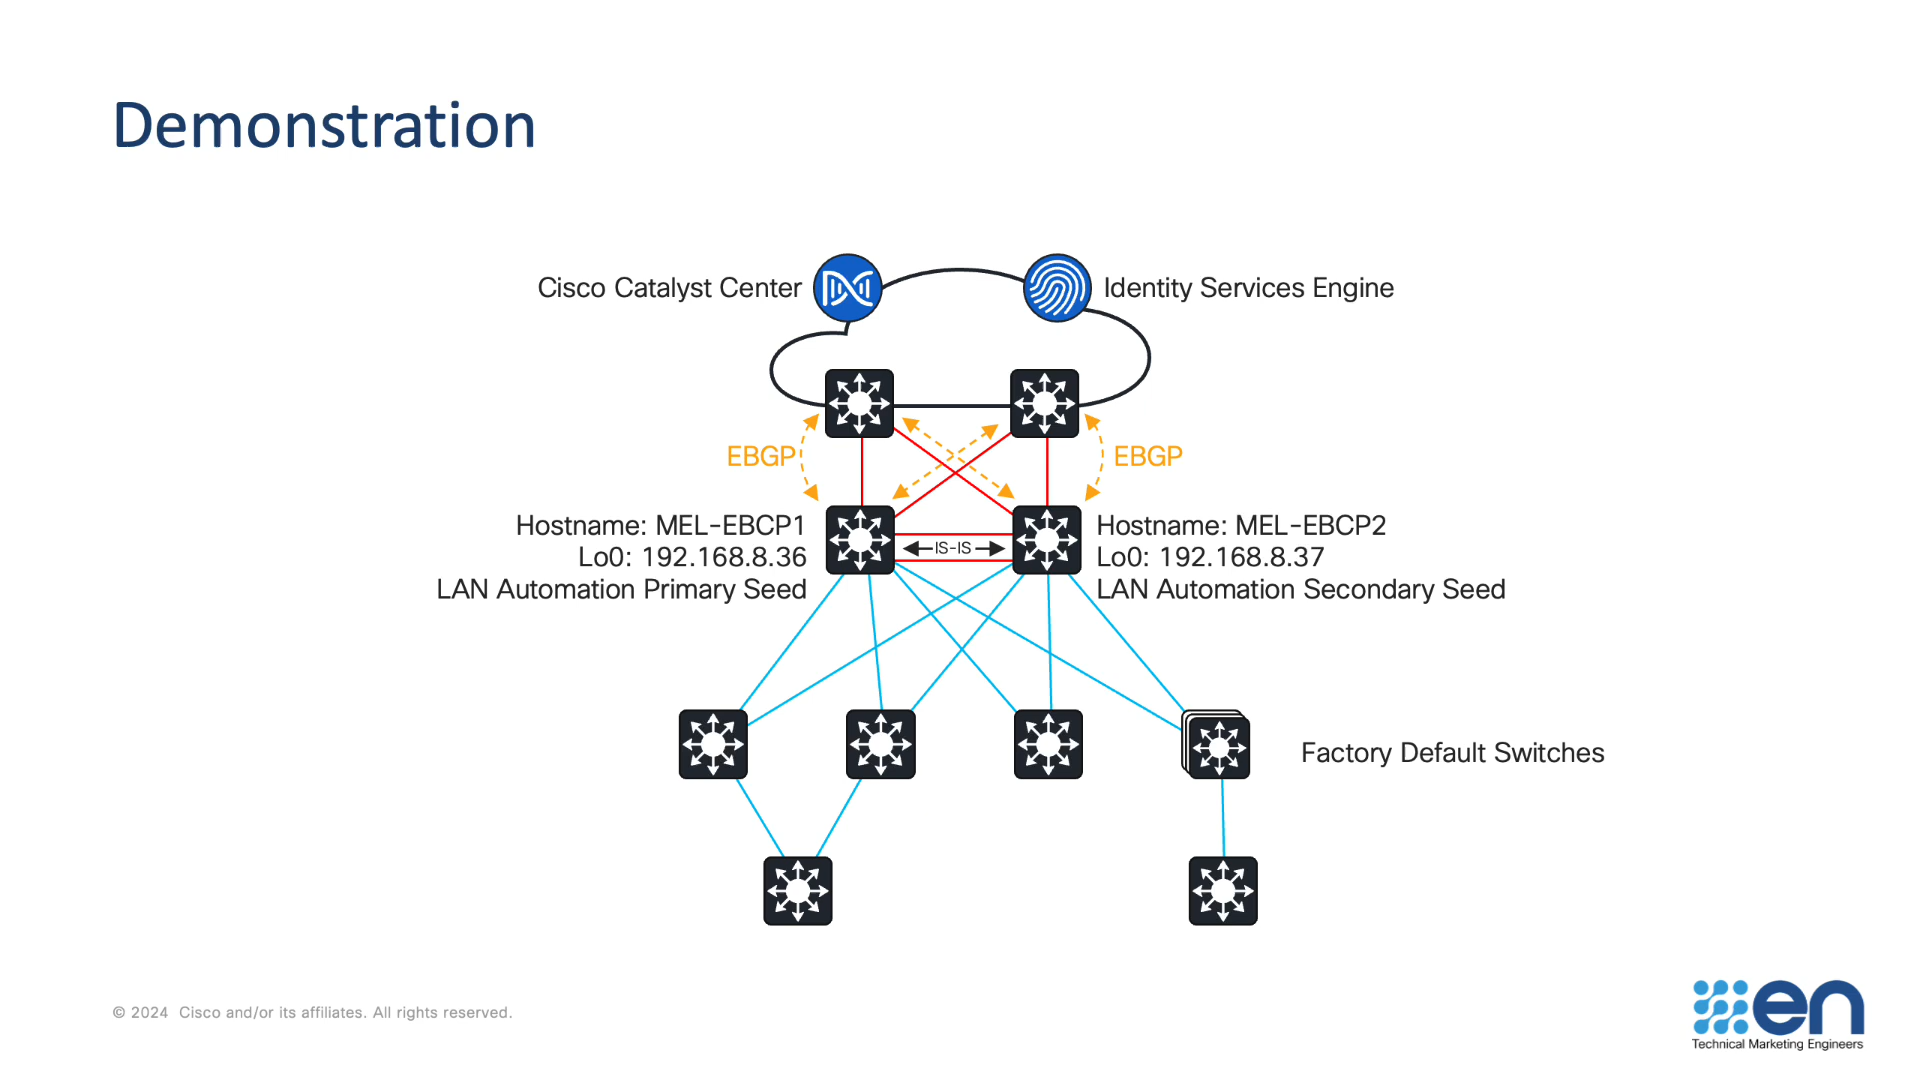 Demonstration
Cisco Catalyst Center
Identity Services Engine
EBGP
EBGP
Hostname: MEL-EBCP1
Lo0: 192.168.8.36
LAN Automation Primary Seed
IS-IS
Hostname: MEL-EBCP2
Lo0: 192.168.8.37
LAN Automation Secondary Seed
Factory Default Switches
© 2024 Cisco and/or its affiliates. All rights reserved.
en
Technical Marketing Engineers